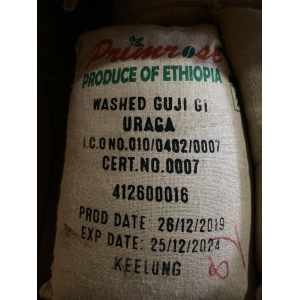 Primrose
PRODUCE OF ETHIOPIA
WASHED GUJI G1
URAGA
I.C.O NO.010/0402/0007
CERT.NO.0007
412600016
PROD DATE: 26/12/2019
EXP DATE: 25/12/2024
KEELUNG